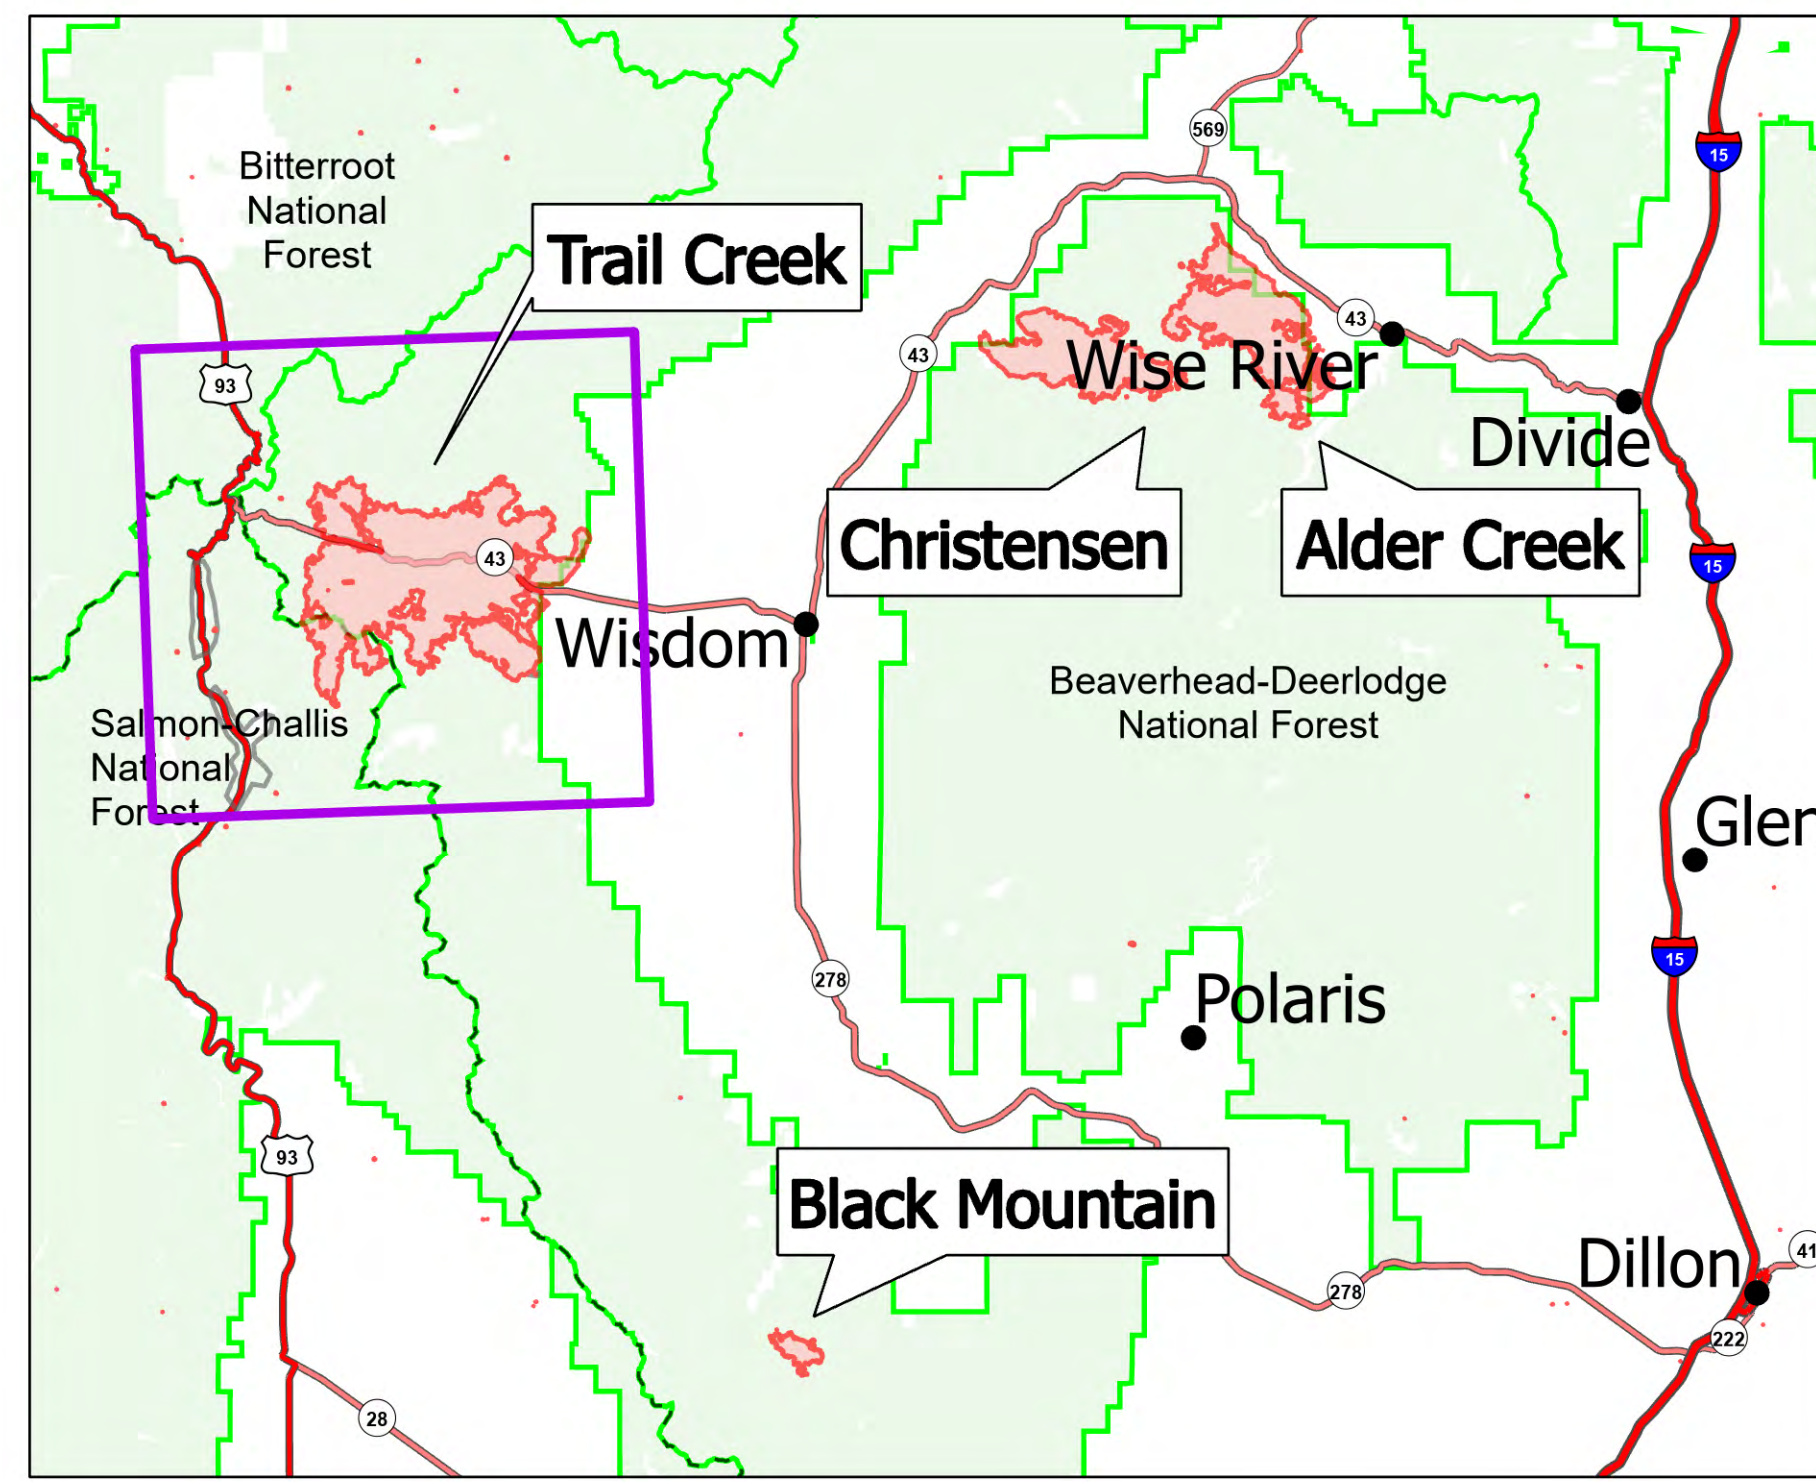 569
15
Bitterroot
National
Forest
Trail Creek
43
43
93
Wise River
Divide
Christensen
Alder Creek
43
15
Wisdom
Beaverhead-Deerlodge
National Forest
Salmon-Challis
National
Forest
Glen
15
278
Polaris
93
Black Mountain
Dillon
41
278
222
28